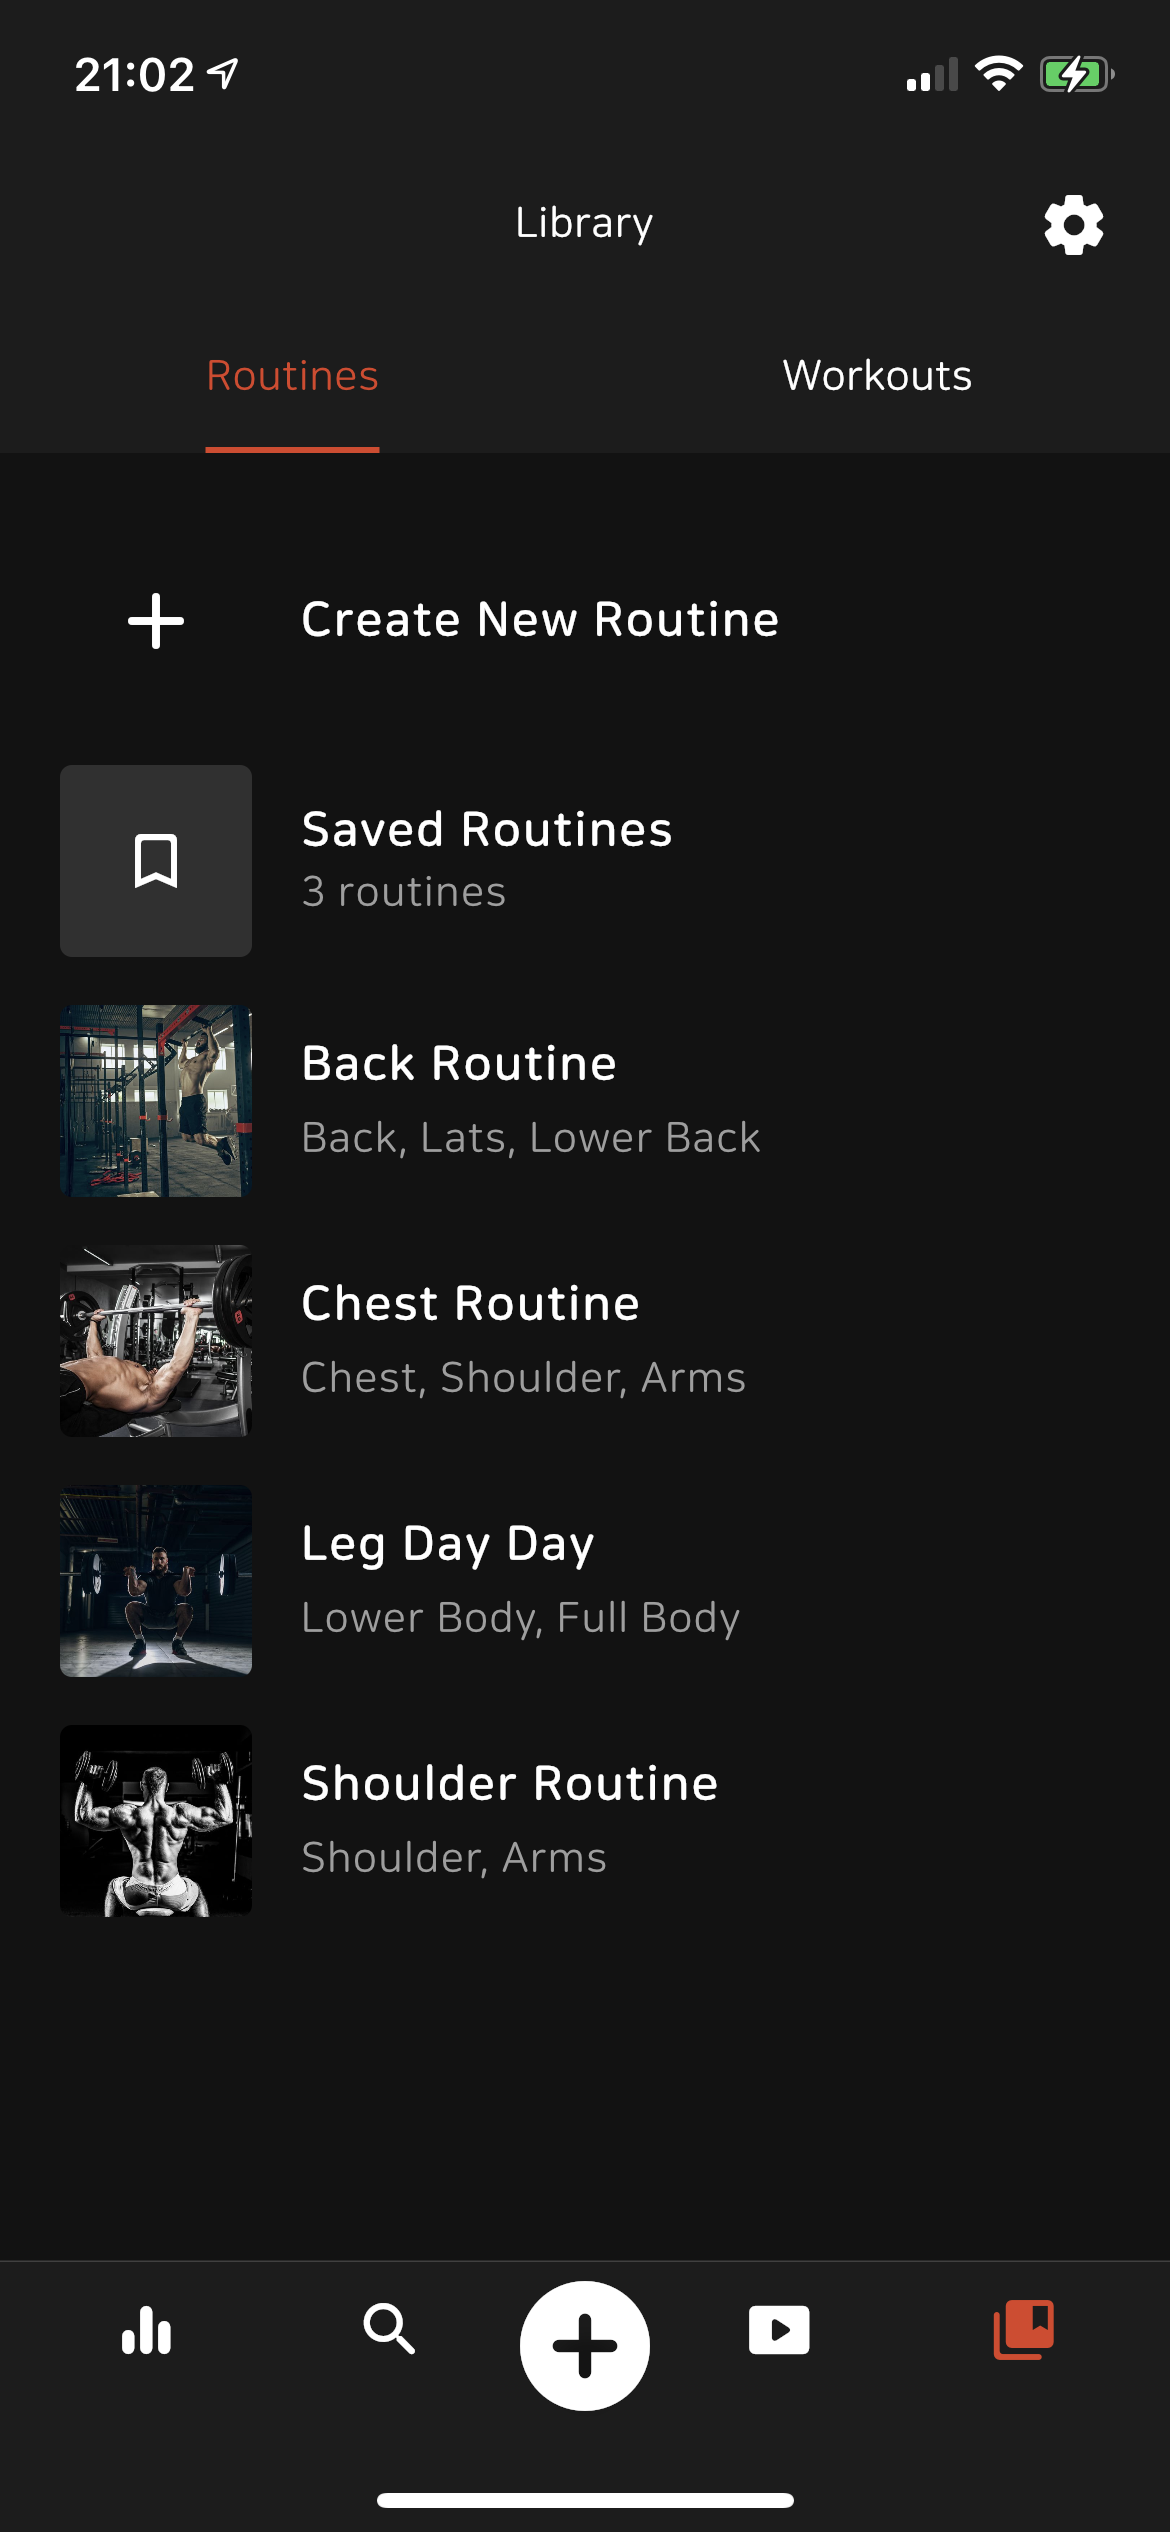 21:02
Library
Routines
Workouts
Create New Routine
Saved Routines
3 routines
Back Routine
Back, Lats, Lower Back
Chest Routine
Chest, Shoulder, Arms
Leg Day Day
Lower Body, Full Body
Shoulder Routine
Shoulder, Arms